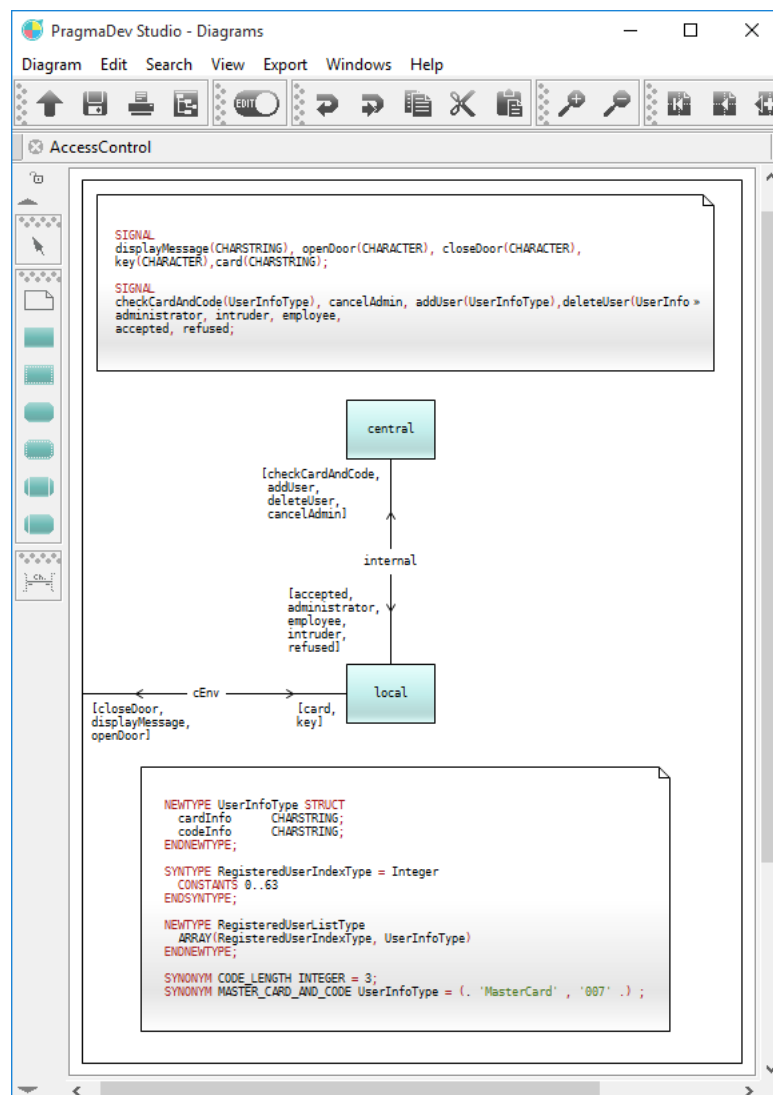 PragmaDev Studio - Diagrams
Diagram Edit Search View Export Windows Help
EDIT
AccessControl
SIGNAL
displayMessage(CHARSTRING), openDoor(CHARACTER), closeDoor(CHARACTER),
key(CHARACTER),card(CHARSTRING);
SIGNAL
checkCardAndCode(UserInfoType), cancelAdmin, addUser(UserInfoType),deleteUser(UserInfo »
administrator, intruder, employee,
accepted, refused;
central
[checkCardAndCode,
addUser,
deleteUser,
cancelAdmin]
internal
[accepted,
administrator,
employee,
intruder,
refused]
Ch.
cEnv
local
[closeDoor,
displayMessage,
openDoor]
[card,
key]
NEWTYPE UserInfoType STRUCT
cardInfo CHARSTRING;
codeInfo CHARSTRING;
ENDNEWTYPE;
SYNTYPE RegisteredUserIndexType = Integer
CONSTANTS 0..63
ENDSYNTYPE;
NEWTYPE RegisteredUserListType
ARRAY(RegisteredUserIndexType, UserInfoType)
ENDNEWTYPE;
SYNONYM CODE_LENGTH INTEGER = 3;
SYNONYM MASTER_CARD_AND_CODE UserInfoType = (. 'MasterCard' , '007' .) ;